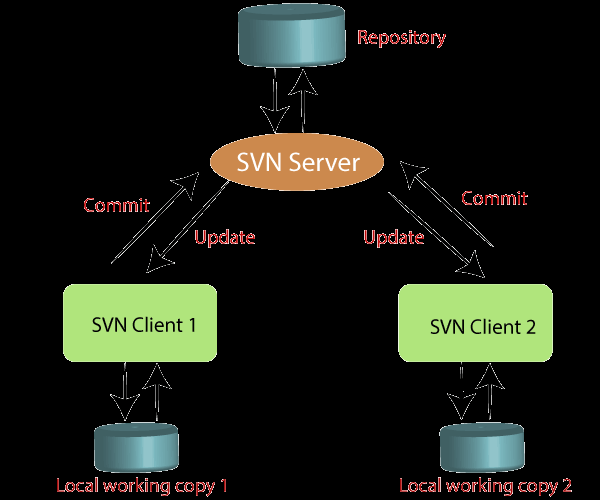 Repository
SVN Server
Commit
Commit
Update
Update
SVN Client 1
SVN Client 2
Local working copy 1
Local working copy 2